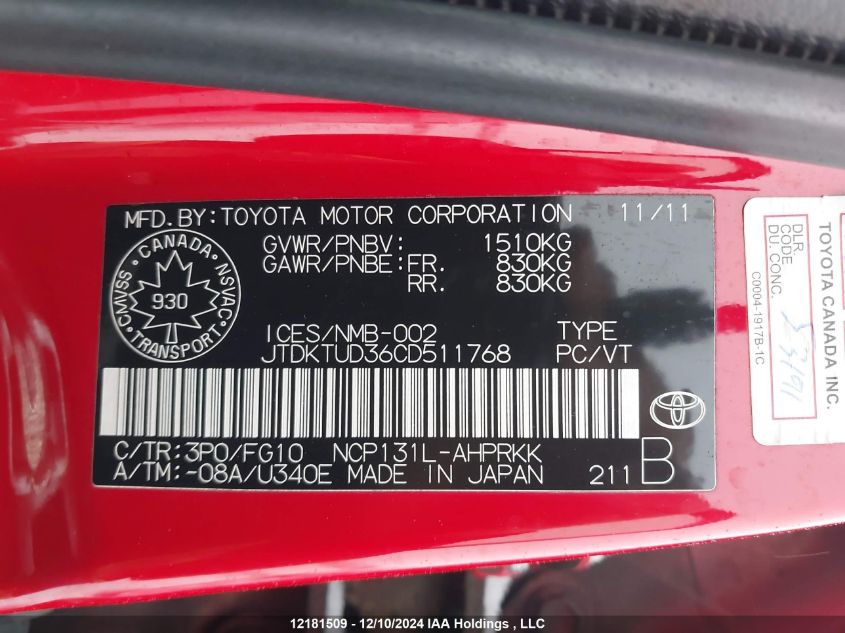 MFD.BY:TOYOTA MOTOR CORPORATION 11/11
GVWR/PNBV: 1510KG
GAWR/PNBE:FR. 830KG
RR. 830KG
CANADA
CMVSS NSVAC
930
TRANSPORT
ICES/NMB-002 TYPE
JTDKTUD36CD511768 PC/VT
C/TR:3P0/FG10 NCP131L-AHPRKK
A/TM:-08A/U340E MADE IN JAPAN 211 B
TOYOTA CANADA INC.
DLR
CODE
DU. CONC.
C0004-1917B-1C
12181509 - 12/10/2024 IAA Holdings , LLC